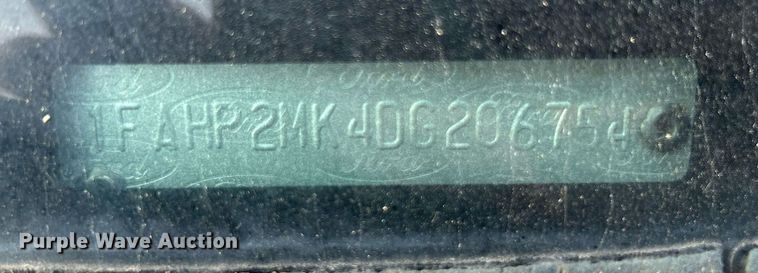 1FAHP2MK4DG206754
Purple Wave Auction